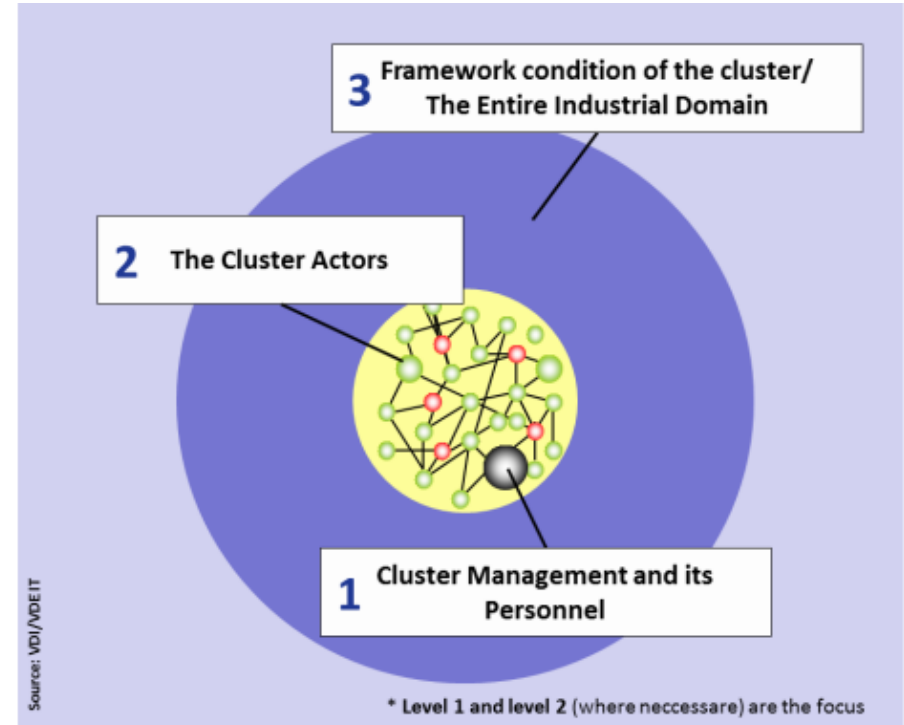 3 Framework condition of the cluster/
The Entire Industrial Domain
2 The Cluster Actors
1 Cluster Management and its
Personnel
Source: VDI/VDE IT
* Level 1 and level 2 (where neccessare) are the focus